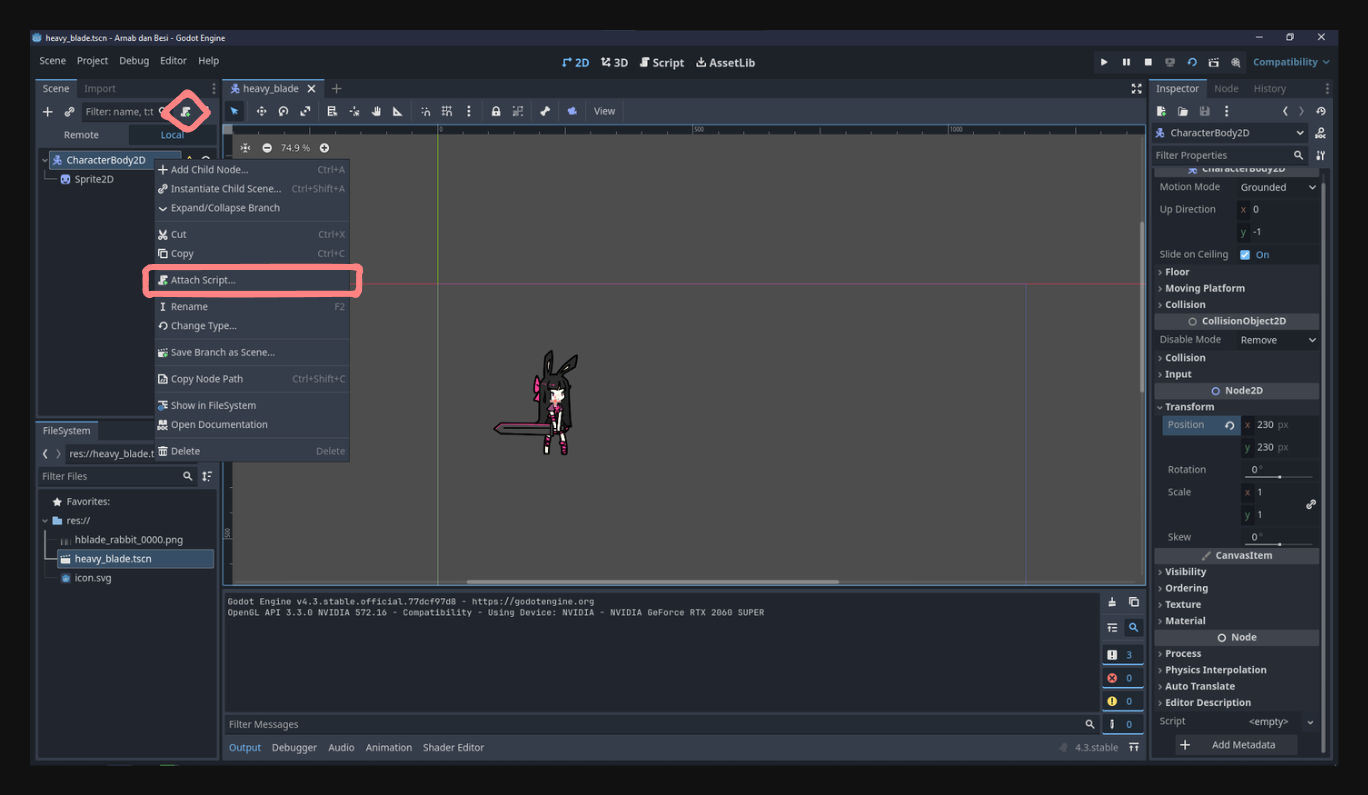 heavy_blade.tscn - Arnab dan Besi - Godot Engine
Scene Project Debug Editor Help
2D 3D Script AssetLib
Compatibility
Scene Import
heavy_blade
Inspector Node History
Filter: name, t:t
View
Remote Local
0 500 1000
CharacterBody2D
Sprite2D
74.9 %
Add Child Node... Ctrl+A
Instantiate Child Scene... Ctrl+Shift+A
Expand/Collapse Branch
Cut Ctrl+X
Copy Ctrl+C
Attach Script...
Rename F2
Change Type...
Save Branch as Scene...
Copy Node Path Ctrl+Shift+C
Show in FileSystem
Open Documentation
Delete Delete
FileSystem
res://heavy_blade.t
Filter Files
Favorites:
res://
hblade_rabbit_0000.png
heavy_blade.tscn
icon.svg
500
Godot Engine v4.3.stable.official.77dcf97d8 - https://godotengine.org
OpenGL API 3.3.0 NVIDIA 572.16 - Compatibility - Using Device: NVIDIA - NVIDIA GeForce RTX 2060 SUPER
3
0
0
0
Filter Messages
Output Debugger Audio Animation Shader Editor
4.3.stable
CharacterBody2D
Filter Properties
CharacterBody2D
Motion Mode Grounded
Up Direction x 0
y -1
Slide on Ceiling On
Floor
Moving Platform
Collision
CollisionObject2D
Disable Mode Remove
Collision
Input
Node2D
Transform
Position x 230 px
y 230 px
Rotation 0 °
Scale x 1
y 1
Skew 0 °
CanvasItem
Visibility
Ordering
Texture
Material
Node
Process
Physics Interpolation
Auto Translate
Editor Description
Script <empty>
Add Metadata